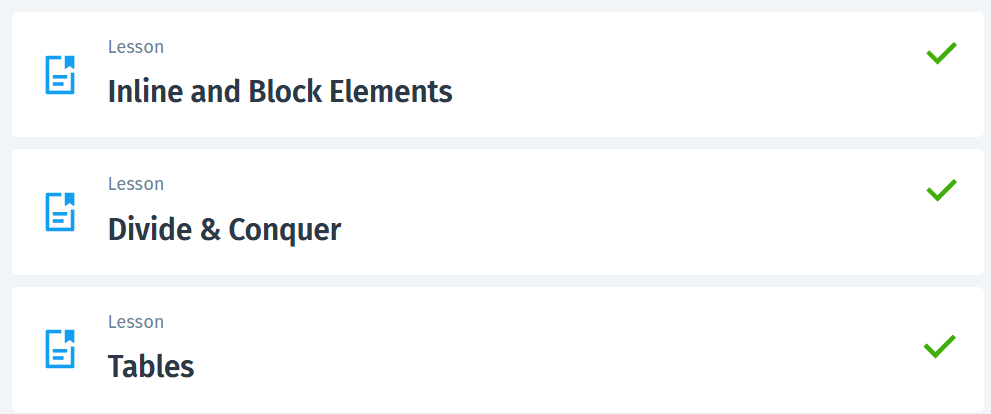 Lesson
Inline and Block Elements
Lesson
Divide & Conquer
Lesson
Tables